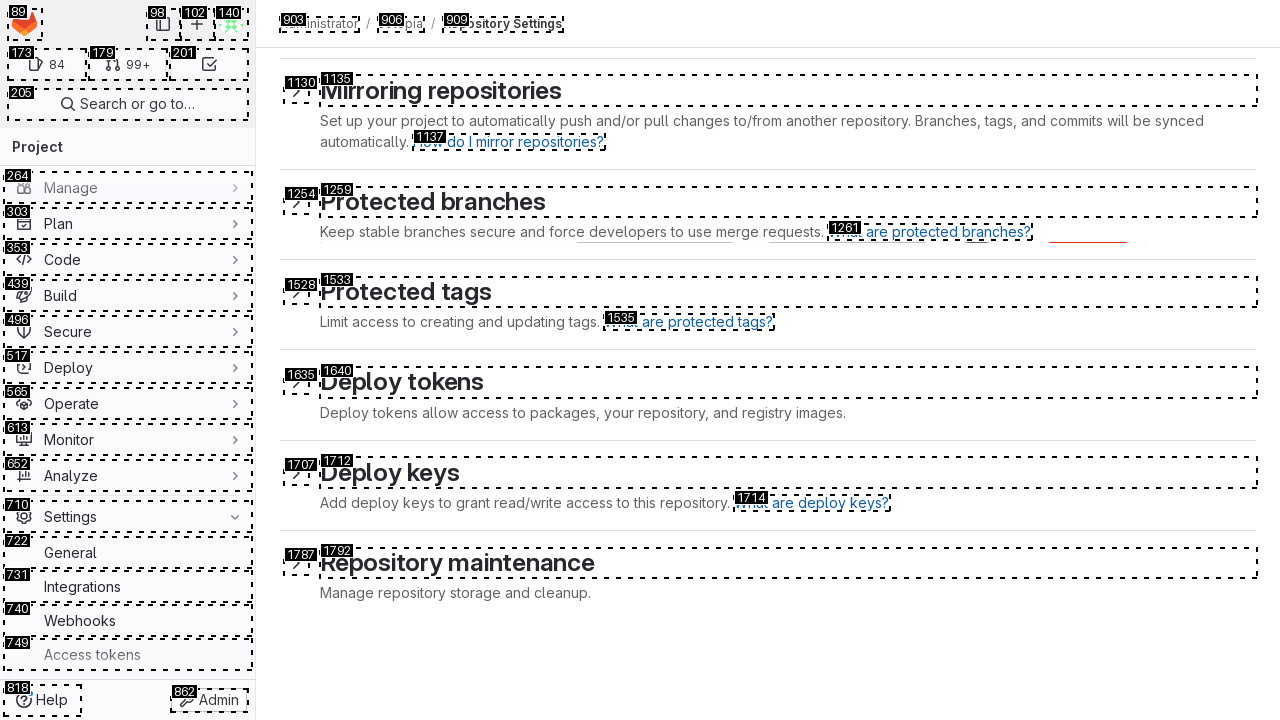 89
98
102
140
173
84
179
99+
201
205
Search or go to…
Project
264
Manage
303
Plan
353
Code
439
Build
496
Secure
517
Deploy
565
Operate
613
Monitor
652
Analyze
710
Settings
722
General
731
Integrations
740
Webhooks
749
Access tokens
818
Help
862
Admin
903
Administrator /
906
/
909
Repository Settings
1130
1135
Mirroring repositories
Set up your project to automatically push and/or pull changes to/from another repository. Branches, tags, and commits will be synced
automatically.
1137
How do I mirror repositories?
1254
1259
Protected branches
Keep stable branches secure and force developers to use merge requests.
1261
What are protected branches?
1528
1533
Protected tags
Limit access to creating and updating tags.
1535
What are protected tags?
1635
1640
Deploy tokens
Deploy tokens allow access to packages, your repository, and registry images.
1707
1712
Deploy keys
Add deploy keys to grant read/write access to this repository.
1714
What are deploy keys?
1787
1792
Repository maintenance
Manage repository storage and cleanup.